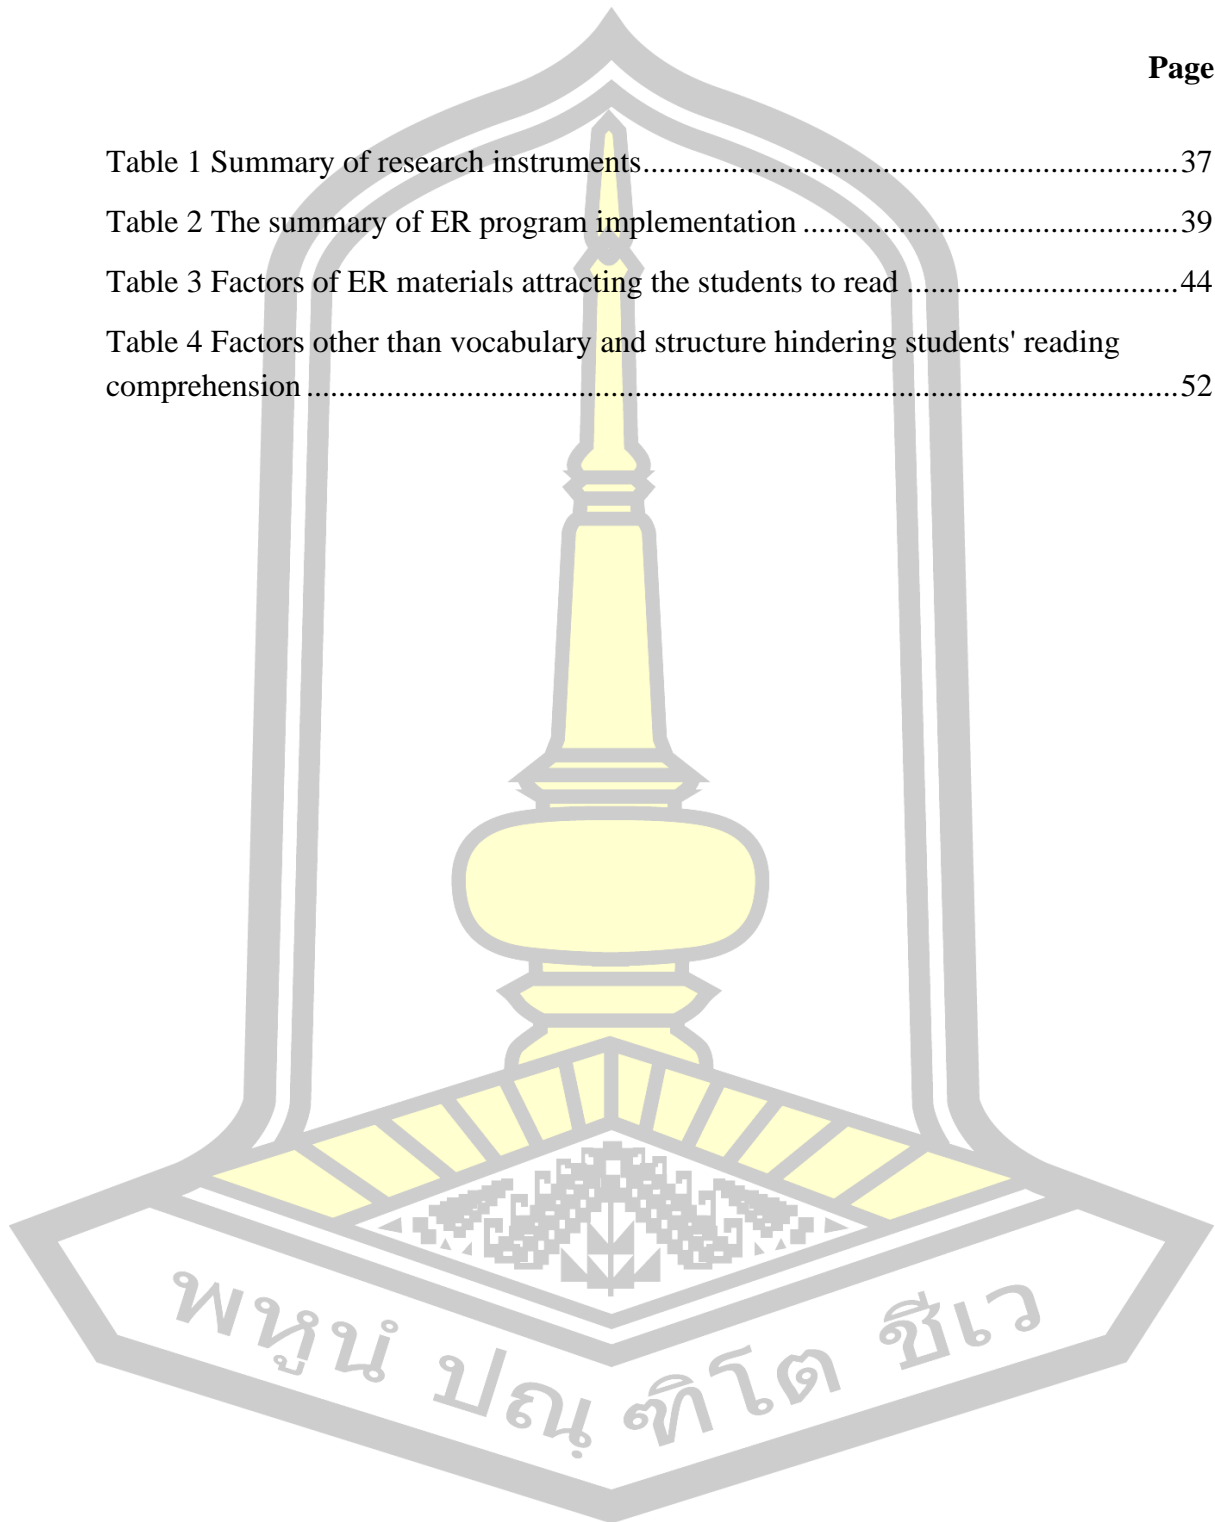 Page
Table 1 Summary of research instruments.........................................................37
Table 2 The summary of ER program implementation ........................................39
Table 3 Factors of ER materials attracting the students to read .............................44
Table 4 Factors other than vocabulary and structure hindering students' reading
comprehension .............................................................................................52
พหูนํ ปณฺฑิโต ชีเว